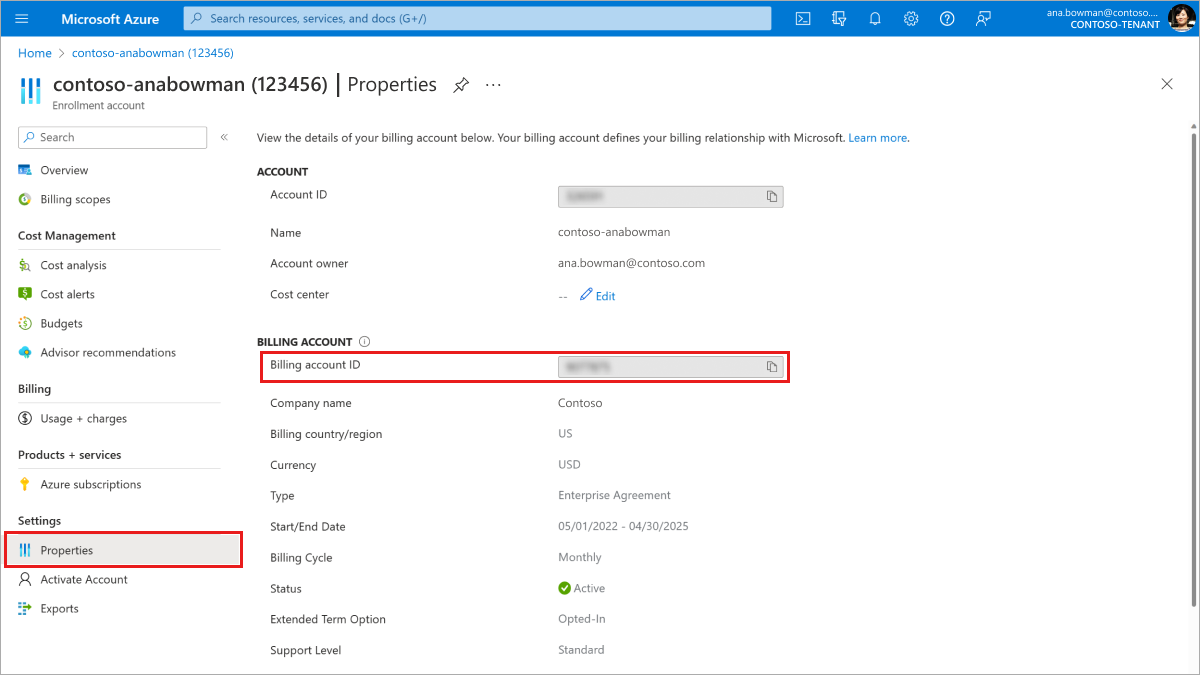 Microsoft Azure
Search resources, services, and docs (G+/)
ana.bowman@contoso....
CONTOSO-TENANT
Home > contoso-anabowman (123456)
contoso-anabowman (123456) | Properties
Enrollment account
Search
Overview
Billing scopes
Cost Management
Cost analysis
Cost alerts
Budgets
Advisor recommendations
Billing
Usage + charges
Products + services
Azure subscriptions
Settings
Properties
Activate Account
Exports
View the details of your billing account below. Your billing account defines your billing relationship with Microsoft. Learn more.
ACCOUNT
Account ID
Name contoso-anabowman
Account owner ana.bowman@contoso.com
Cost center -- Edit
BILLING ACCOUNT
Billing account ID
Company name Contoso
Billing country/region US
Currency USD
Type Enterprise Agreement
Start/End Date 05/01/2022 - 04/30/2025
Billing Cycle Monthly
Status Active
Extended Term Option Opted-In
Support Level Standard